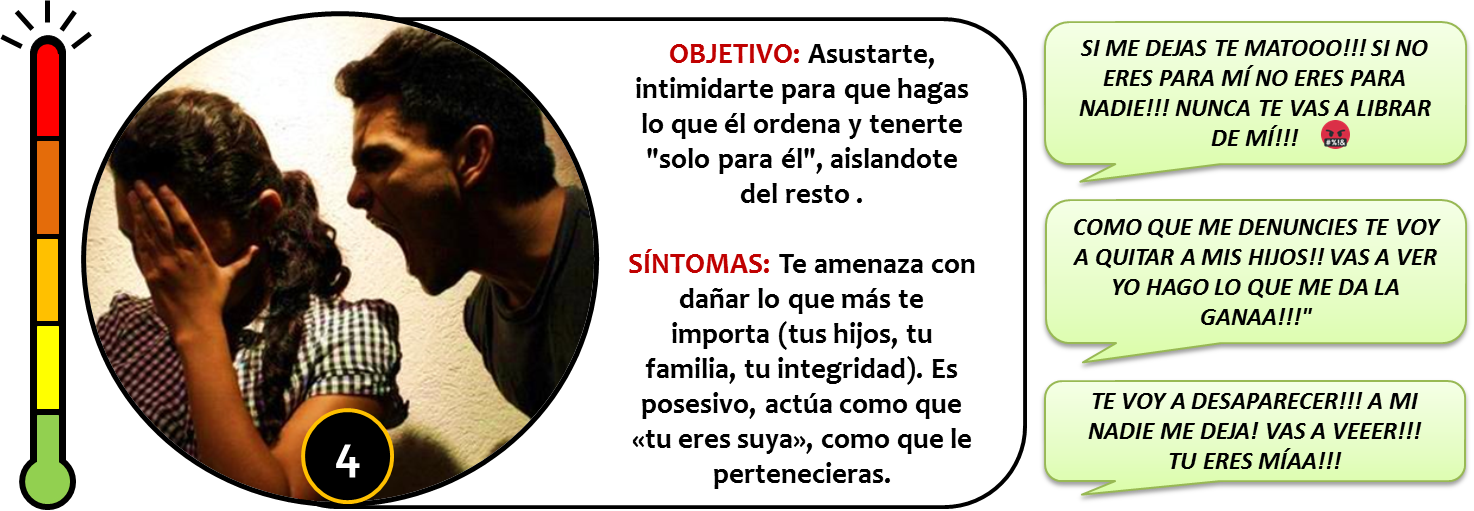 OBJETIVO: Asustarte,
intimidarte para que hagas
lo que él ordena y tenerte
"solo para él", aislandote
del resto .
SÍNTOMAS: Te amenaza con
dañar lo que más te
importa (tus hijos, tu
familia, tu integridad). Es
posesivo, actúa como que
«tu eres suya», como que le
pertenecieras.
4
SI ME DEJAS TE MATOOO!!! SI NO
ERES PARA MÍ NO ERES PARA
NADIE!!! NUNCA TE VAS A LIBRAR
DE MÍ!!!
#%!&
COMO QUE ME DENUNCIES TE VOY
A QUITAR A MIS HIJOS!! VAS A VER
YO HAGO LO QUE ME DA LA
GANAA!!!"
TE VOY A DESAPARECER!!! A MI
NADIE ME DEJA! VAS A VEEER!!!
TU ERES MÍAA!!!